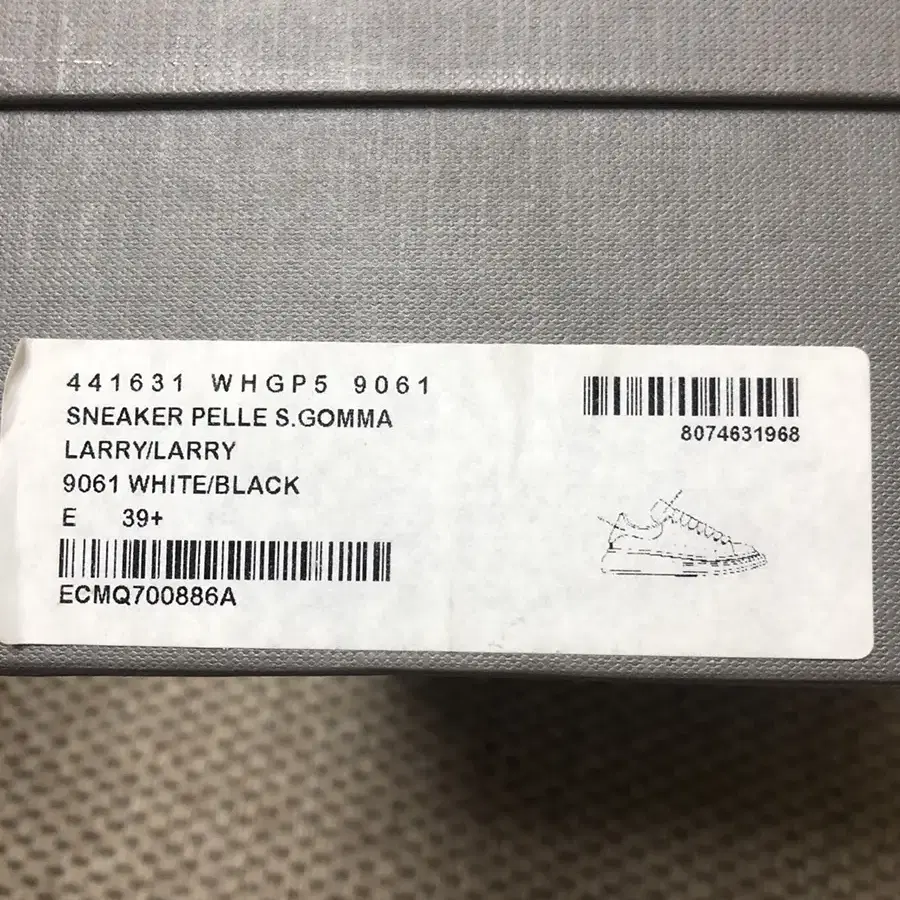 441631 WHGP5 9061
SNEAKER PELLE S.GOMMA
LARRY/LARRY
9061 WHITE/BLACK
E 39+
ECMQ700886A
8074631968